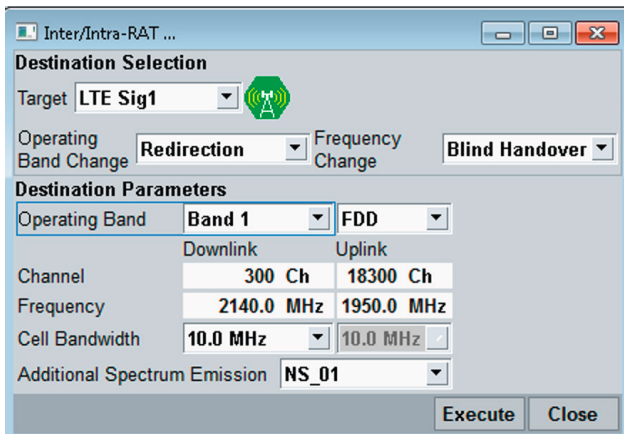 Inter/Intra-RAT ...
Destination Selection
Target LTE Sig1
Operating Band Change Redirection Frequency Change Blind Handover
Destination Parameters
Operating Band Band 1 FDD
Downlink Uplink
Channel 300 Ch 18300 Ch
Frequency 2140.0 MHz 1950.0 MHz
Cell Bandwidth 10.0 MHz 10.0 MHz
Additional Spectrum Emission NS_01
Execute Close